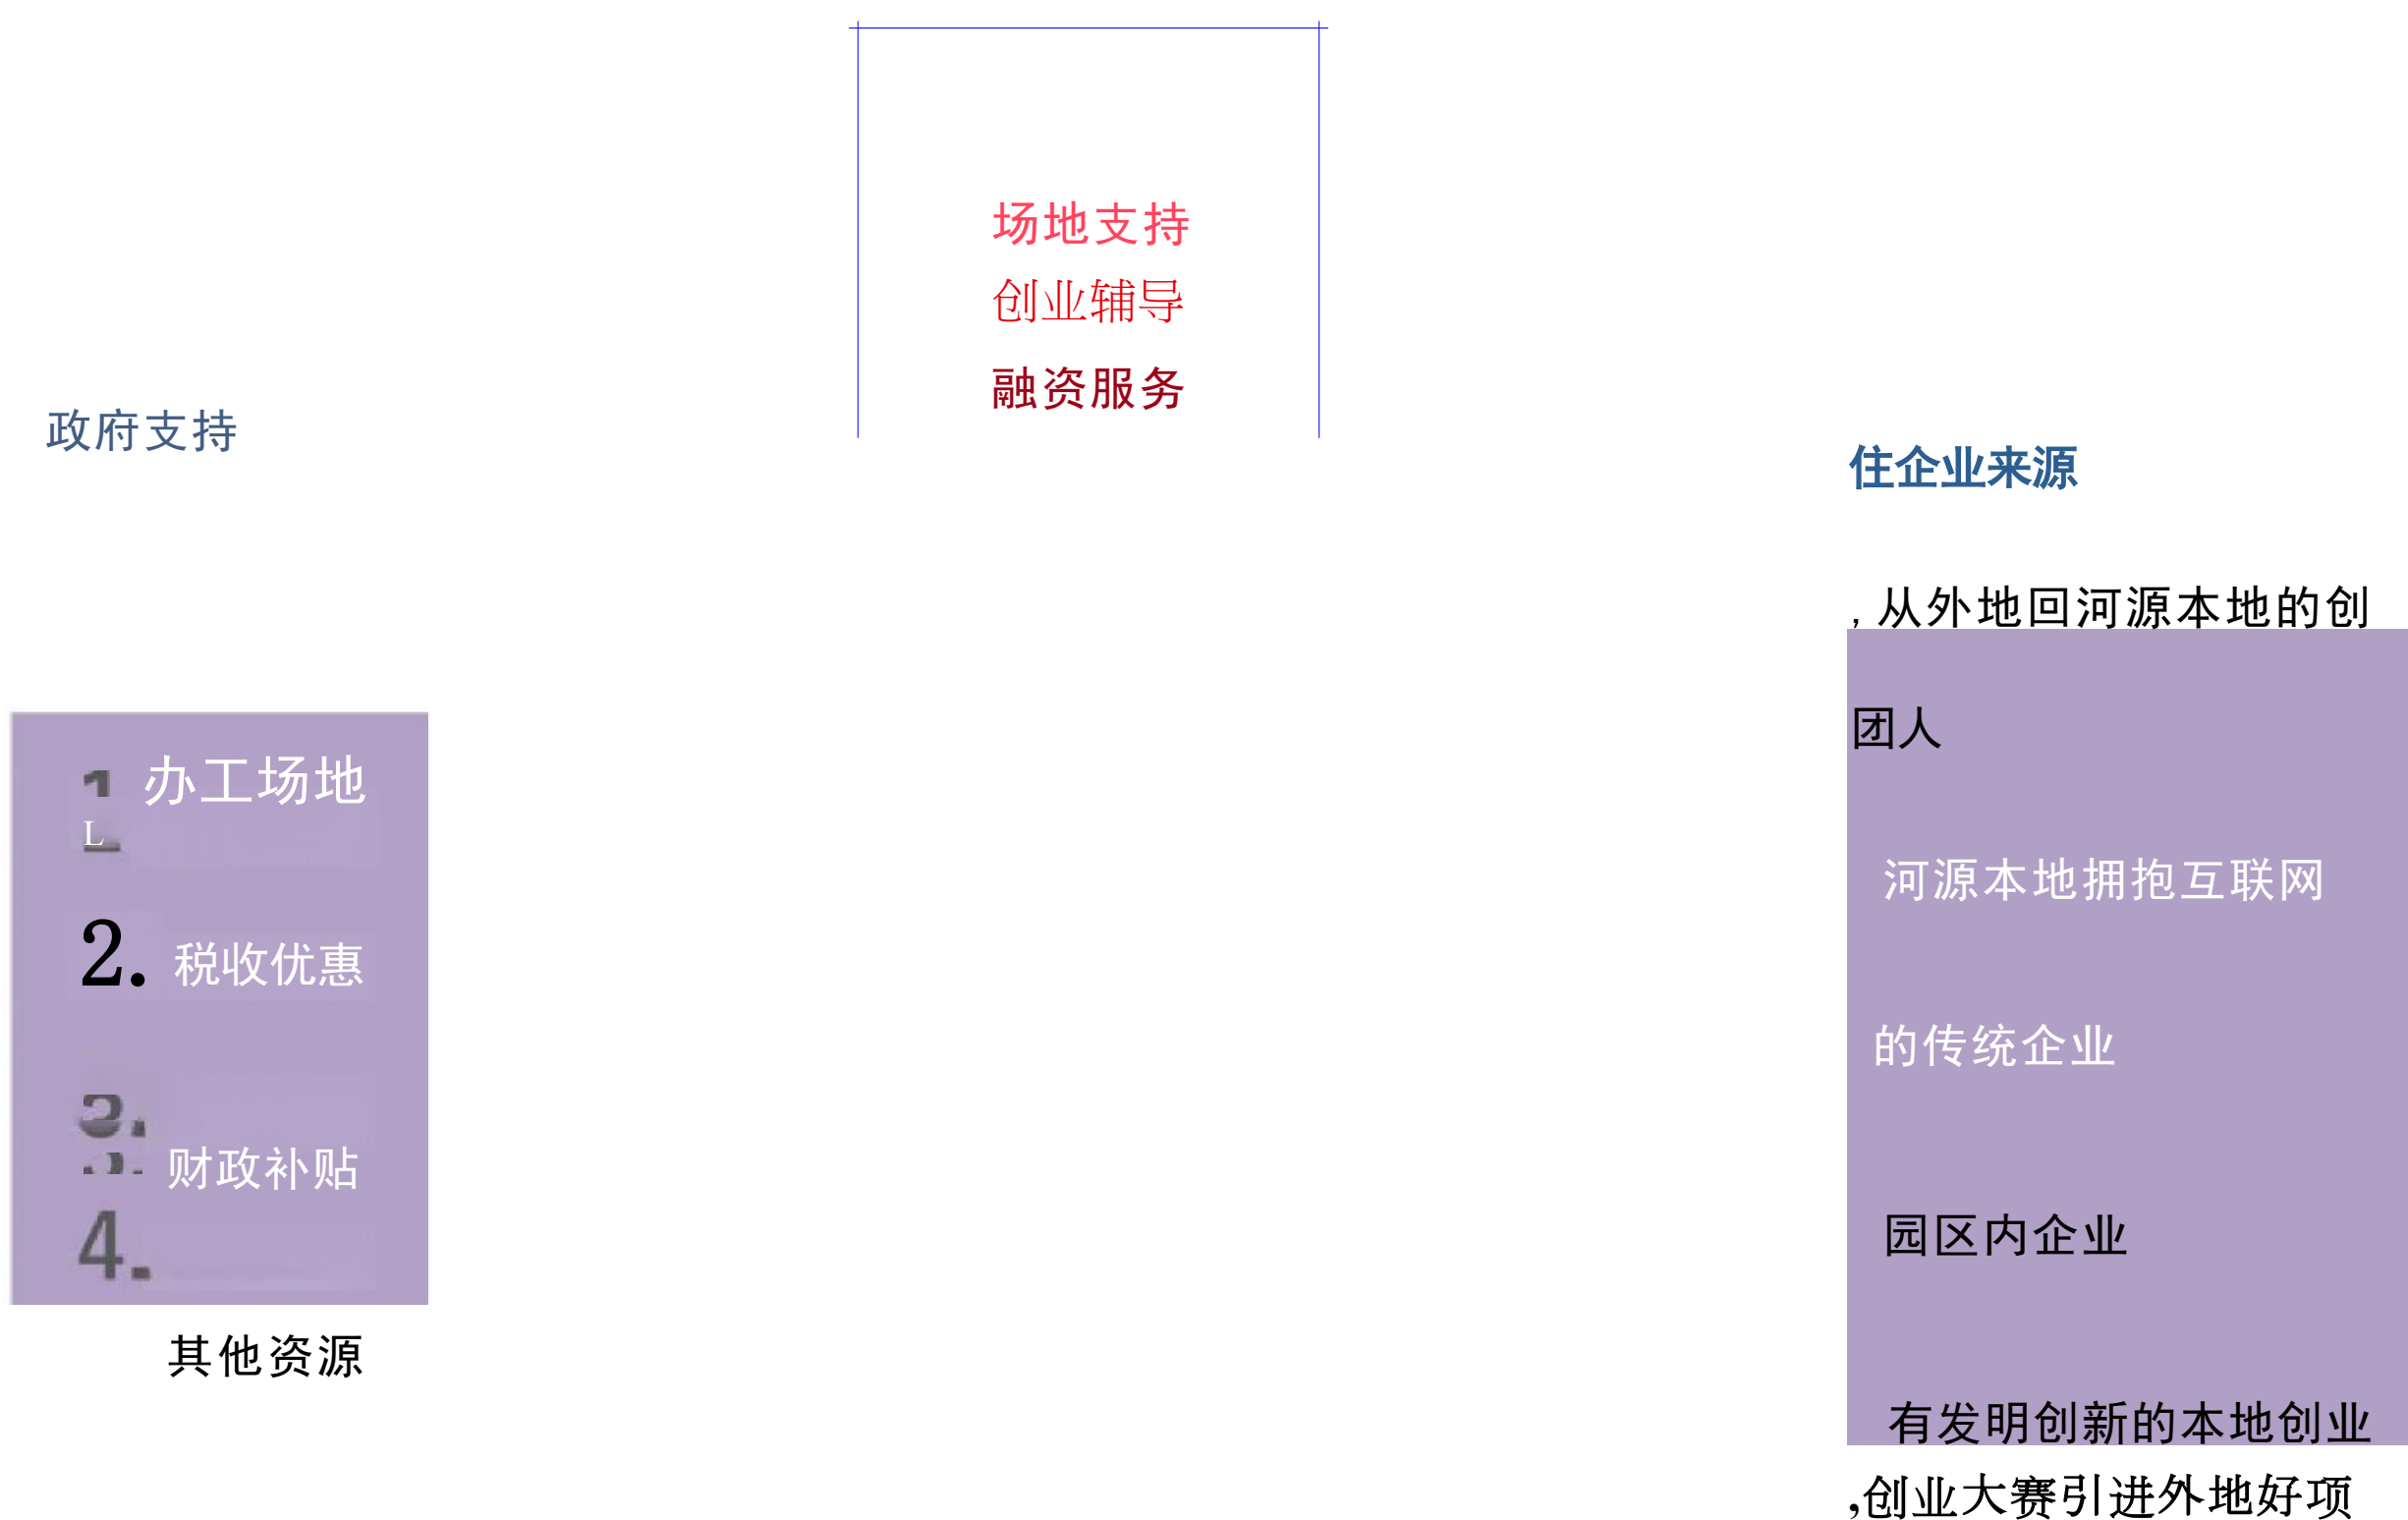 场地支持
创业辅导
融资服务
政府支持
1 办工场地
L
2. 税收优惠
3.
财政补贴
4.
其他资源
住企业来源
，从外地回河源本地的创
团人
河源本地拥抱互联网
的传统企业
园区内企业
有发明创新的本地创业
,创业大赛引进外地好项